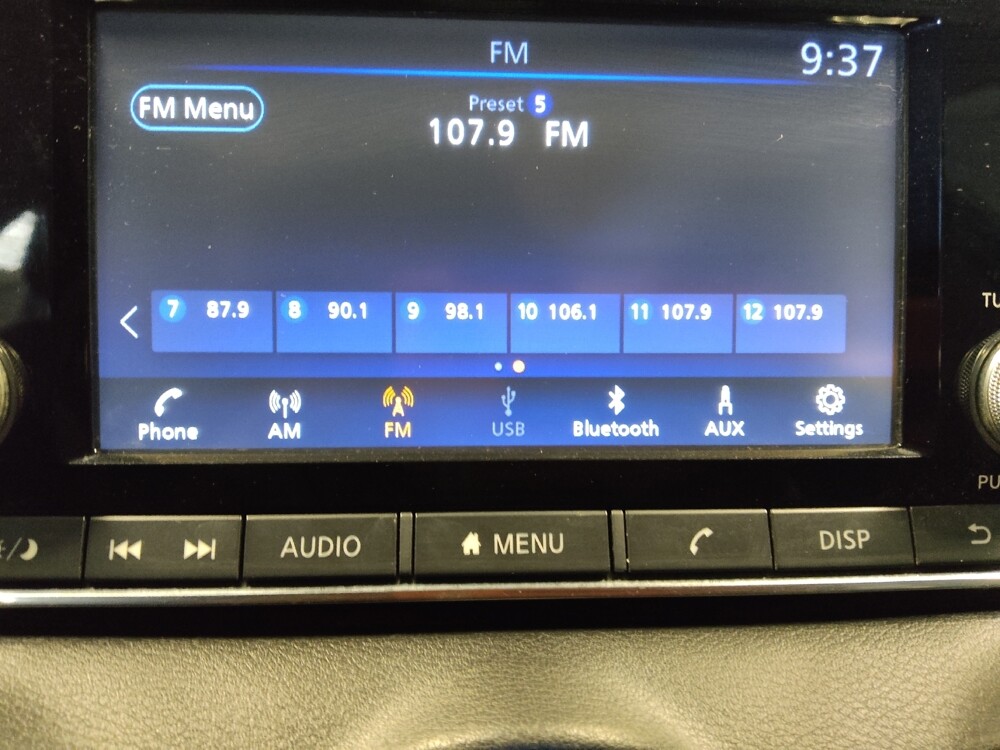 FM
9:37
FM Menu
Preset 5
107.9 FM
7 87.9 8 90.1 9 98.1 10 106.1 11 107.9 12 107.9
Phone AM FM USB Bluetooth AUX Settings
AUDIO MENU DISP